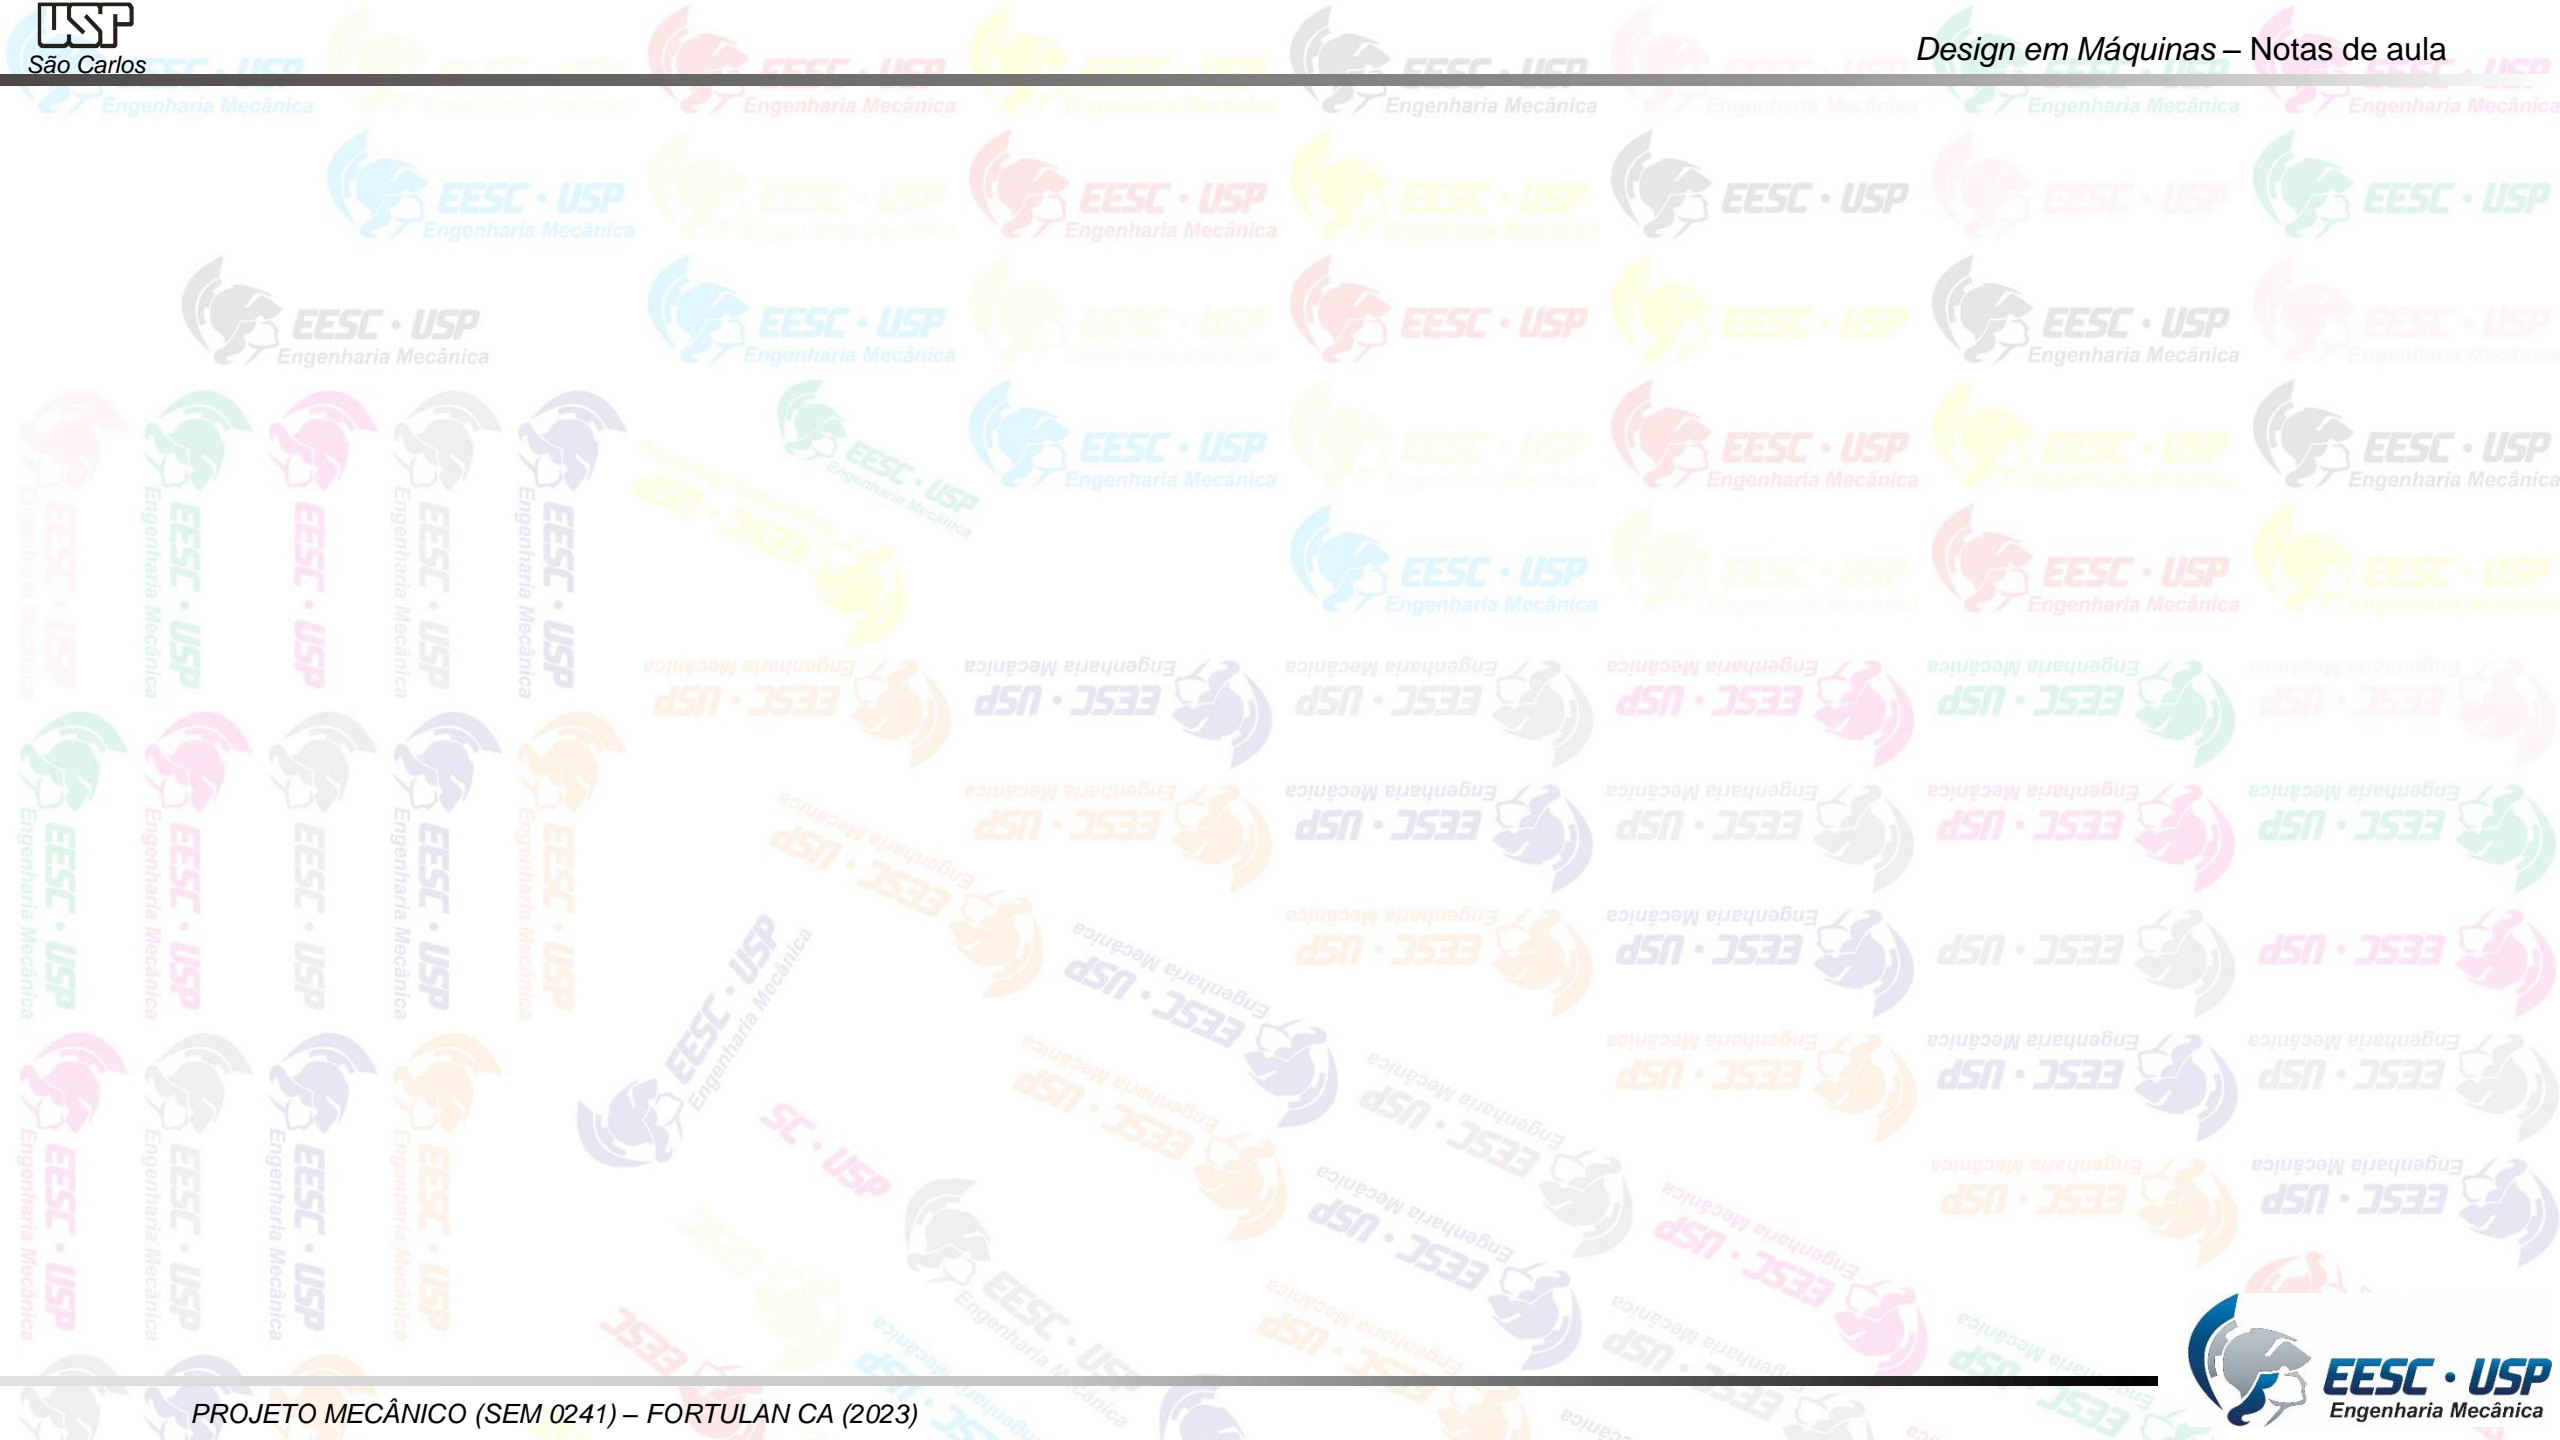 USP
São Carlos
Design em Máquinas – Notas de aula
PROJETO MECÂNICO (SEM 0241) – FORTULAN CA (2023)
EESC · USP
Engenharia Mecânica